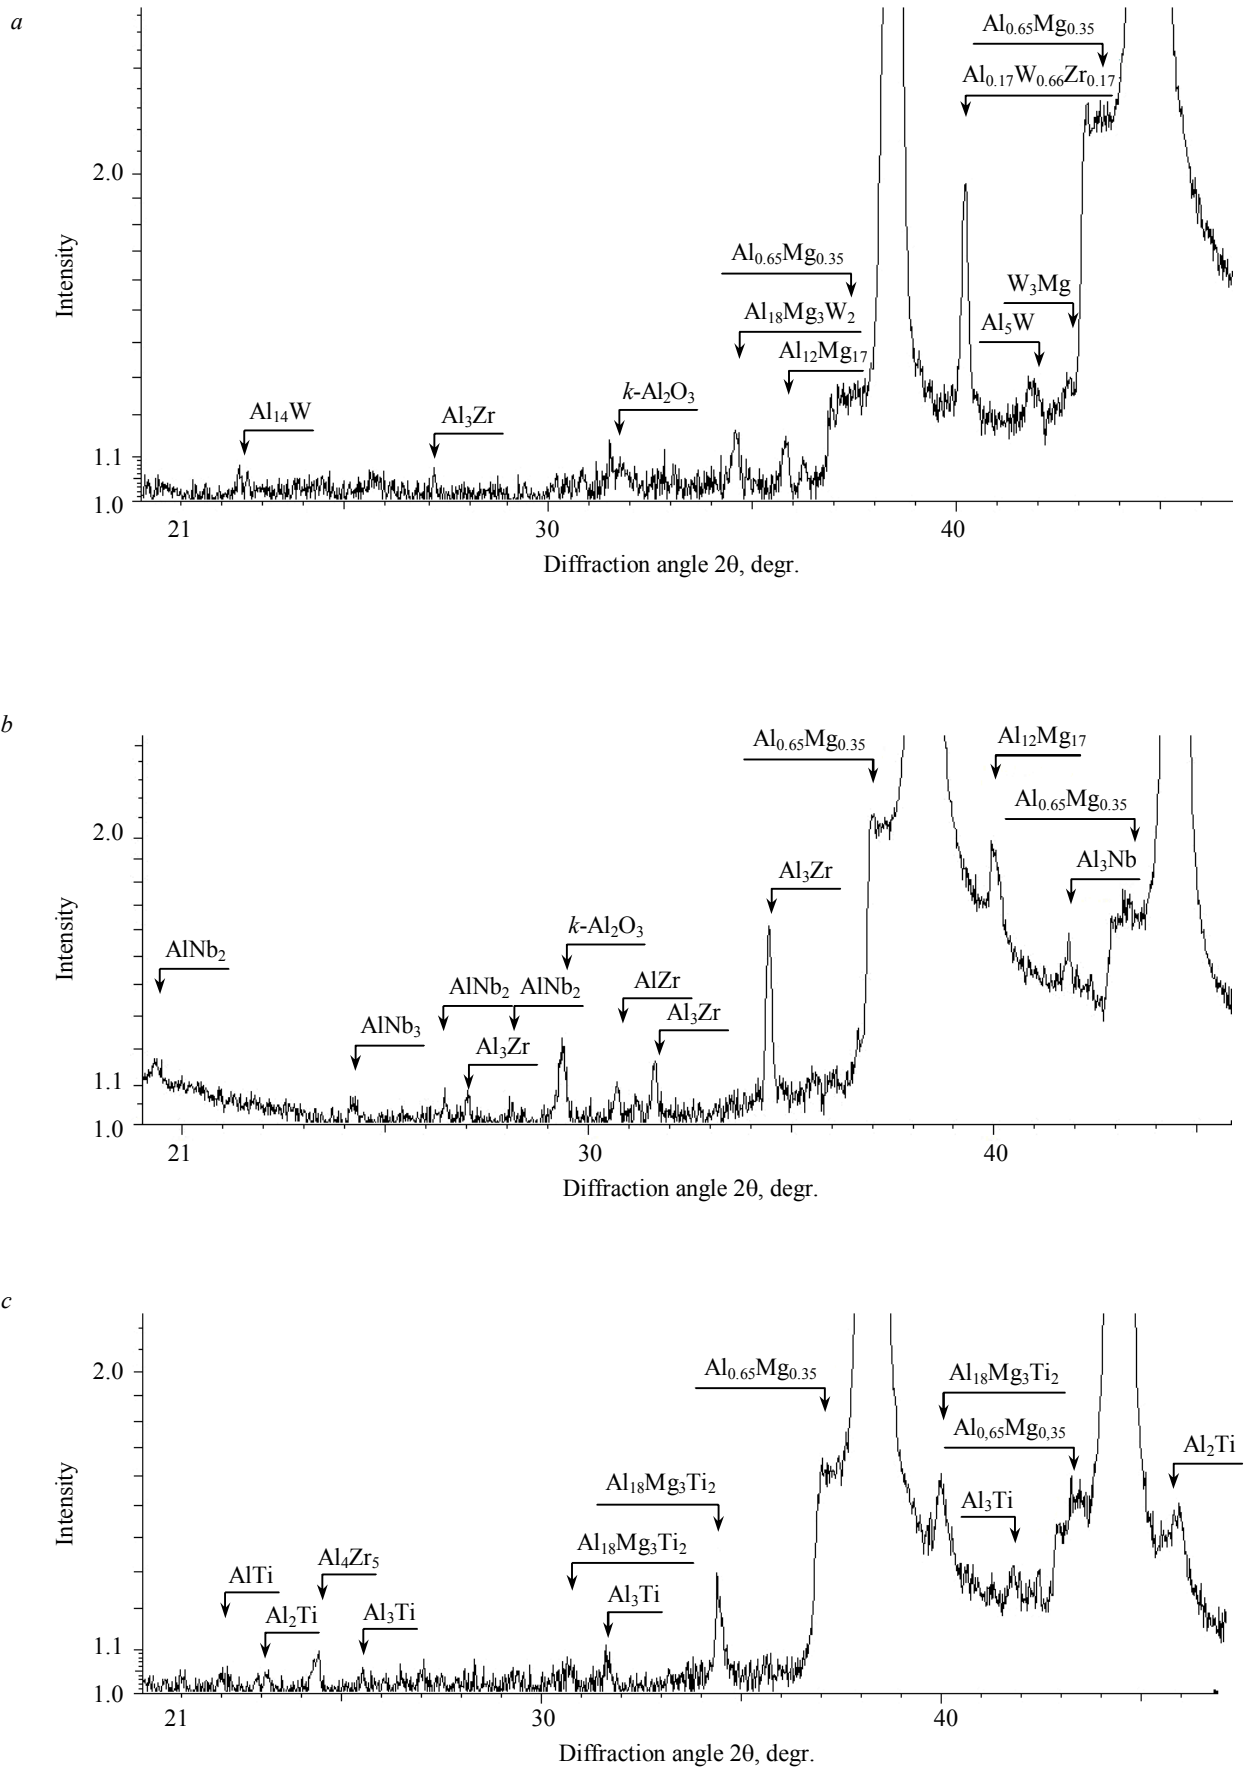 a
Al0.65Mg0.35
Al0.17W0.66Zr0.17
2.0
Intensity
Al0.65Mg0.35
W3Mg
Al18Mg3W2
Al5W
Al12Mg17
k-Al2O3
Al14W
Al3Zr
1.1
1.0
21 30 40
Diffraction angle 2θ, degr.
b
Al0.65Mg0.35
Al12Mg17
Al0.65Mg0.35
2.0
Al3Nb
Al3Zr
Intensity
k-Al2O3
AlNb2
AlNb2 AlNb2 AlZr
Al3Zr
AlNb3
Al3Zr
1.1
1.0
21 30 40
Diffraction angle 2θ, degr.
c
2.0
Al0.65Mg0.35
Al18Mg3Ti2
Al0,65Mg0,35
Al2Ti
Intensity
Al18Mg3Ti2
Al3Ti
Al18Mg3Ti2
Al4Zr5
AlTi
Al3Ti
Al2Ti
Al3Ti
1.1
1.0
21 30 40
Diffraction angle 2θ, degr.